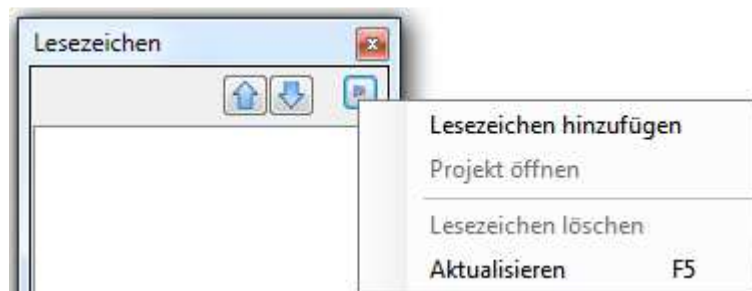 Lesezeichen
Lesezeichen hinzufügen
Projekt öffnen
Lesezeichen löschen
Aktualisieren F5